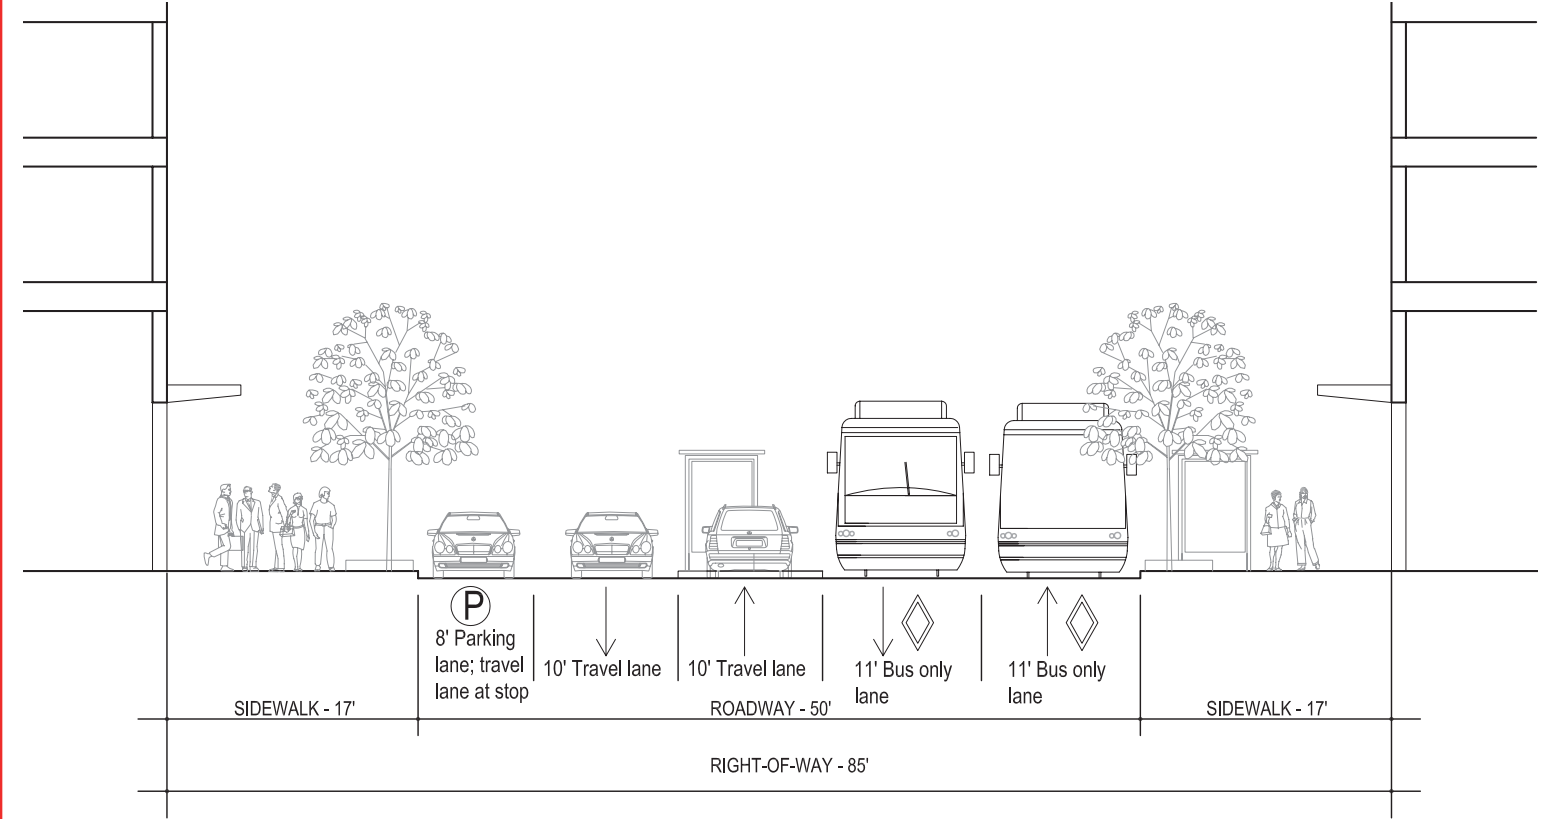 P
8' Parking
lane; travel
lane at stop
10' Travel lane
10' Travel lane
11' Bus only
lane
11' Bus only
lane
SIDEWALK - 17'
ROADWAY - 50'
SIDEWALK - 17'
RIGHT-OF-WAY - 85'